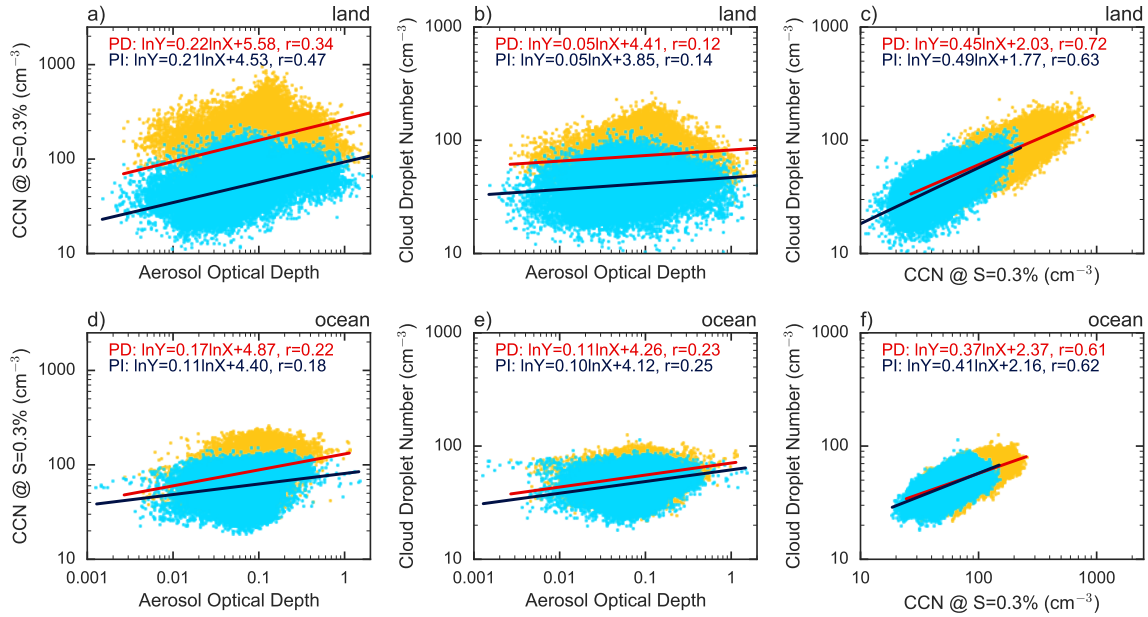 a) land
PD: lnY=0.22lnX+5.58, r=0.34
PI: lnY=0.21lnX+4.53, r=0.47
1000
100
10
CCN @ S=0.3% (cm⁻³)
Aerosol Optical Depth
b) land
PD: lnY=0.05lnX+4.41, r=0.12
PI: lnY=0.05lnX+3.85, r=0.14
1000
100
10
Cloud Droplet Number (cm⁻³)
Aerosol Optical Depth
c) land
PD: lnY=0.45lnX+2.03, r=0.72
PI: lnY=0.49lnX+1.77, r=0.63
1000
100
10
Cloud Droplet Number (cm⁻³)
CCN @ S=0.3% (cm⁻³)
d) ocean
PD: lnY=0.17lnX+4.87, r=0.22
PI: lnY=0.11lnX+4.40, r=0.18
1000
100
10
CCN @ S=0.3% (cm⁻³)
0.001 0.01 0.1 1
Aerosol Optical Depth
e) ocean
PD: lnY=0.11lnX+4.26, r=0.23
PI: lnY=0.10lnX+4.12, r=0.25
1000
100
10
Cloud Droplet Number (cm⁻³)
0.001 0.01 0.1 1
Aerosol Optical Depth
f) ocean
PD: lnY=0.37lnX+2.37, r=0.61
PI: lnY=0.41lnX+2.16, r=0.62
1000
100
10
Cloud Droplet Number (cm⁻³)
10 100 1000
CCN @ S=0.3% (cm⁻³)